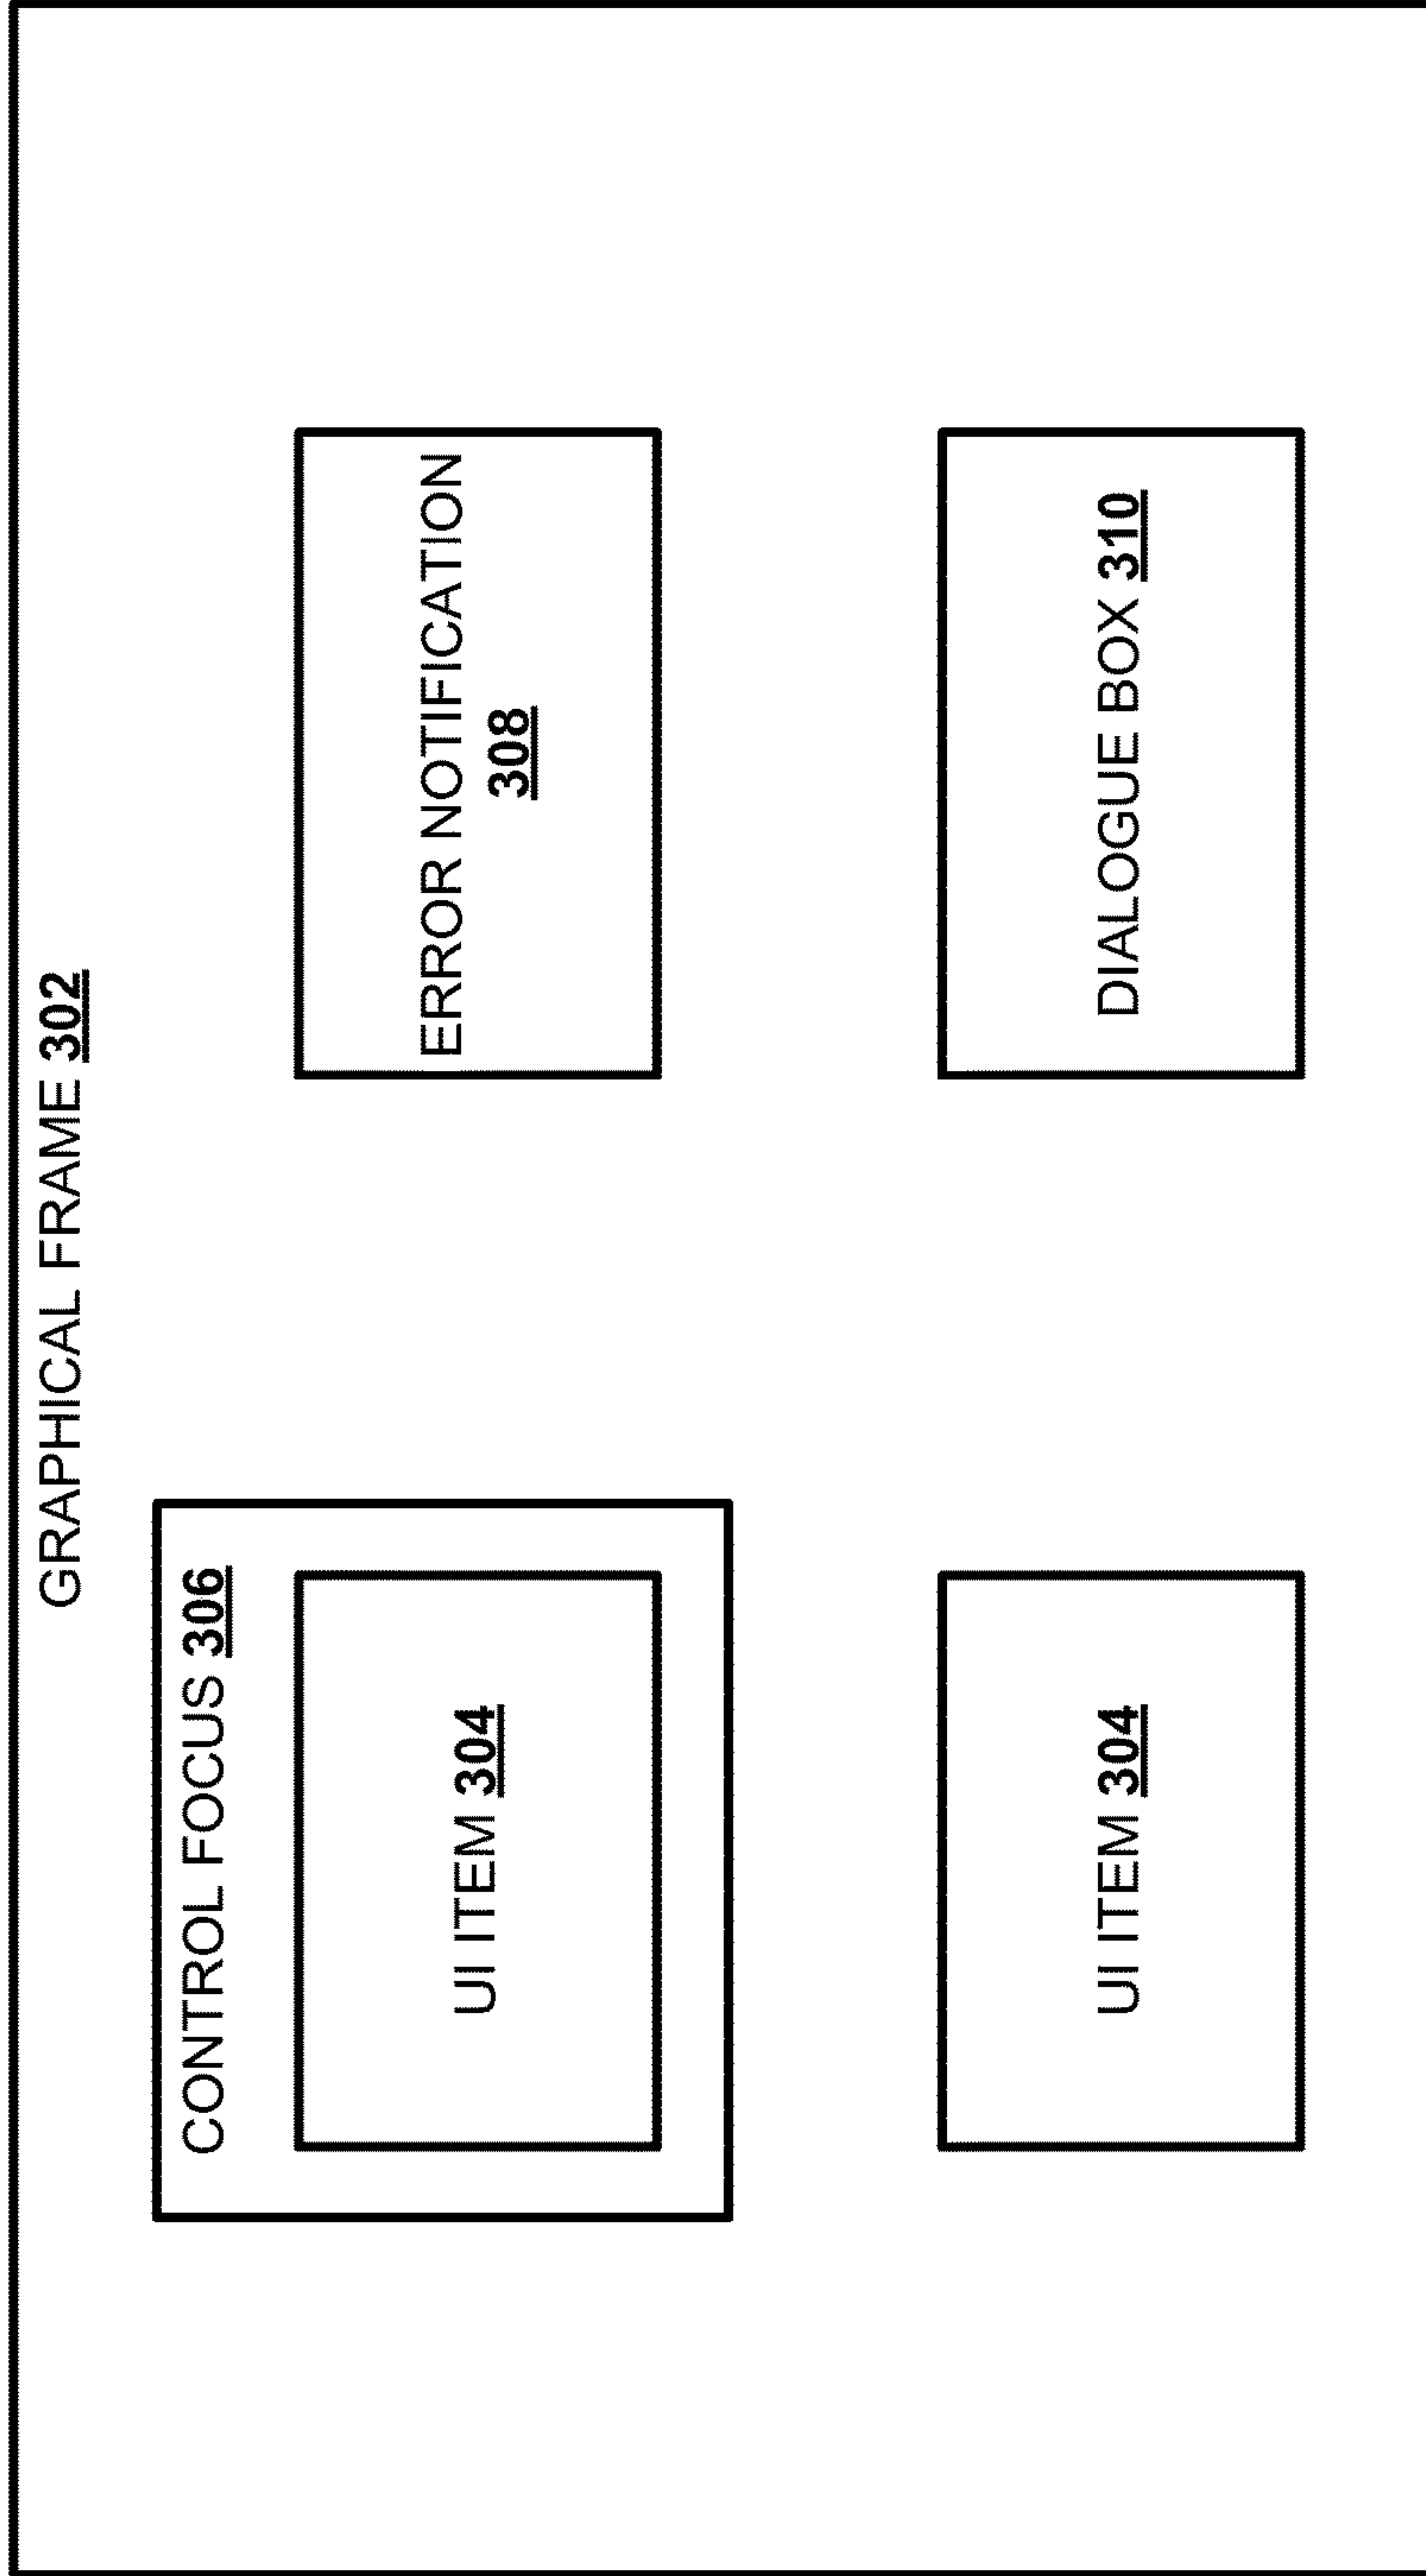 GRAPHICAL FRAME 302
CONTROL FOCUS 306
UI ITEM 304
ERROR NOTIFICATION
308
UI ITEM 304
DIALOGUE BOX 310